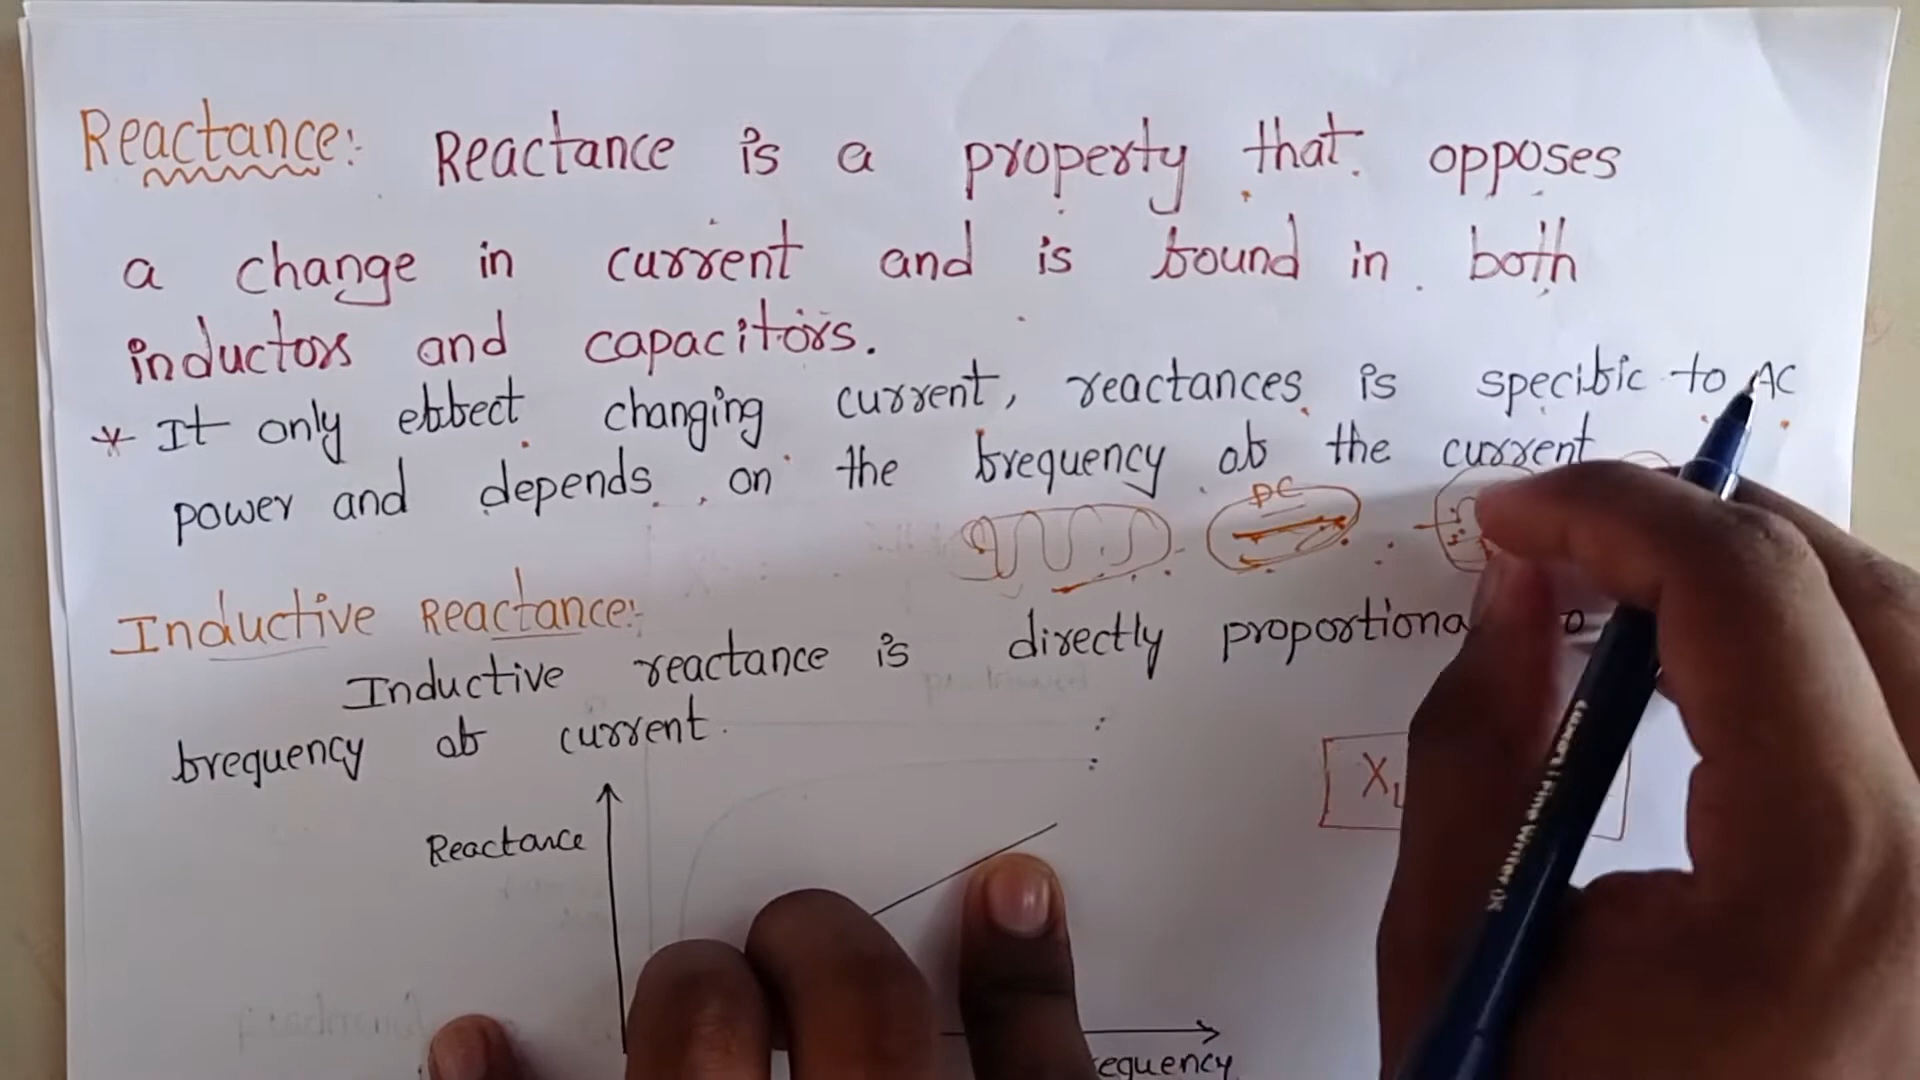 Reactance: Reactance is a property that opposes
a change in current and is found in both
inductors and capacitors.
* It only effect changing current, reactances is specific to AC
power and depends on the frequency of the current
DC
Inductive Reactance:
Inductive reactance is directly proportiona
frequency of current.
X L
Reactance
equency